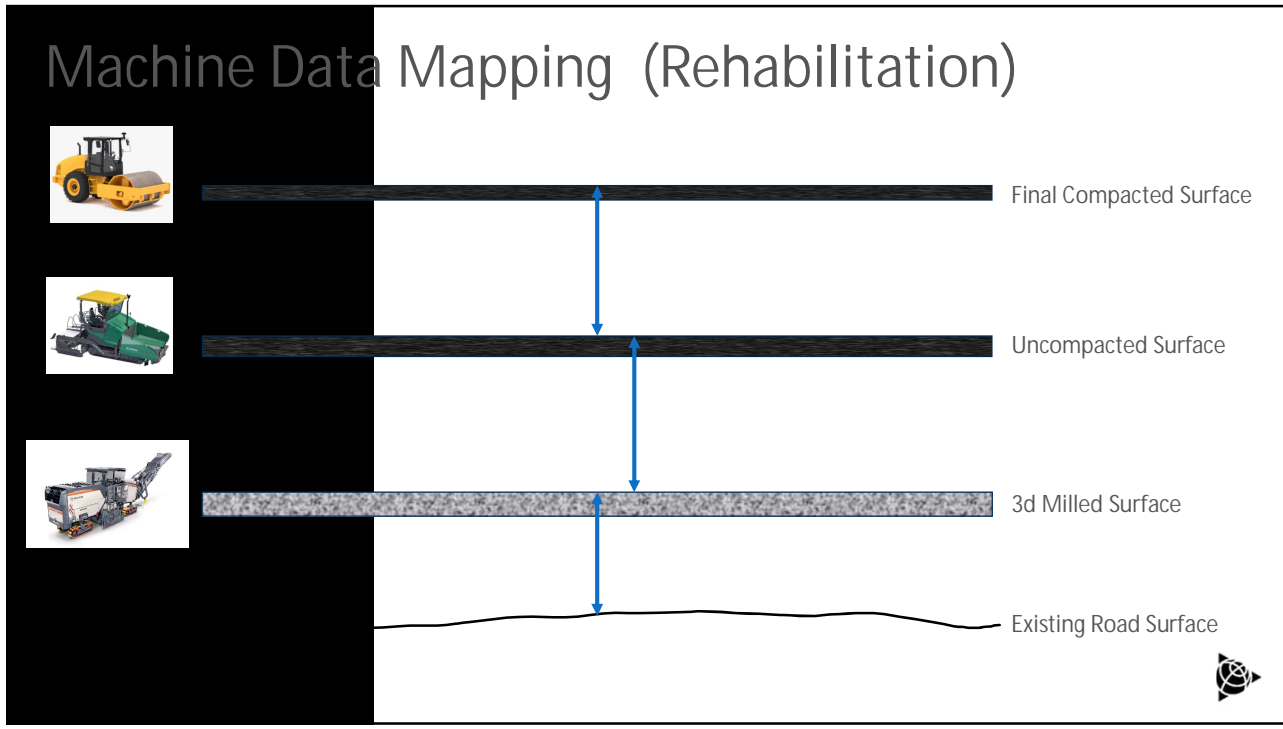 Machine Data Mapping (Rehabilitation)
Final Compacted Surface
Uncompacted Surface
3d Milled Surface
Existing Road Surface